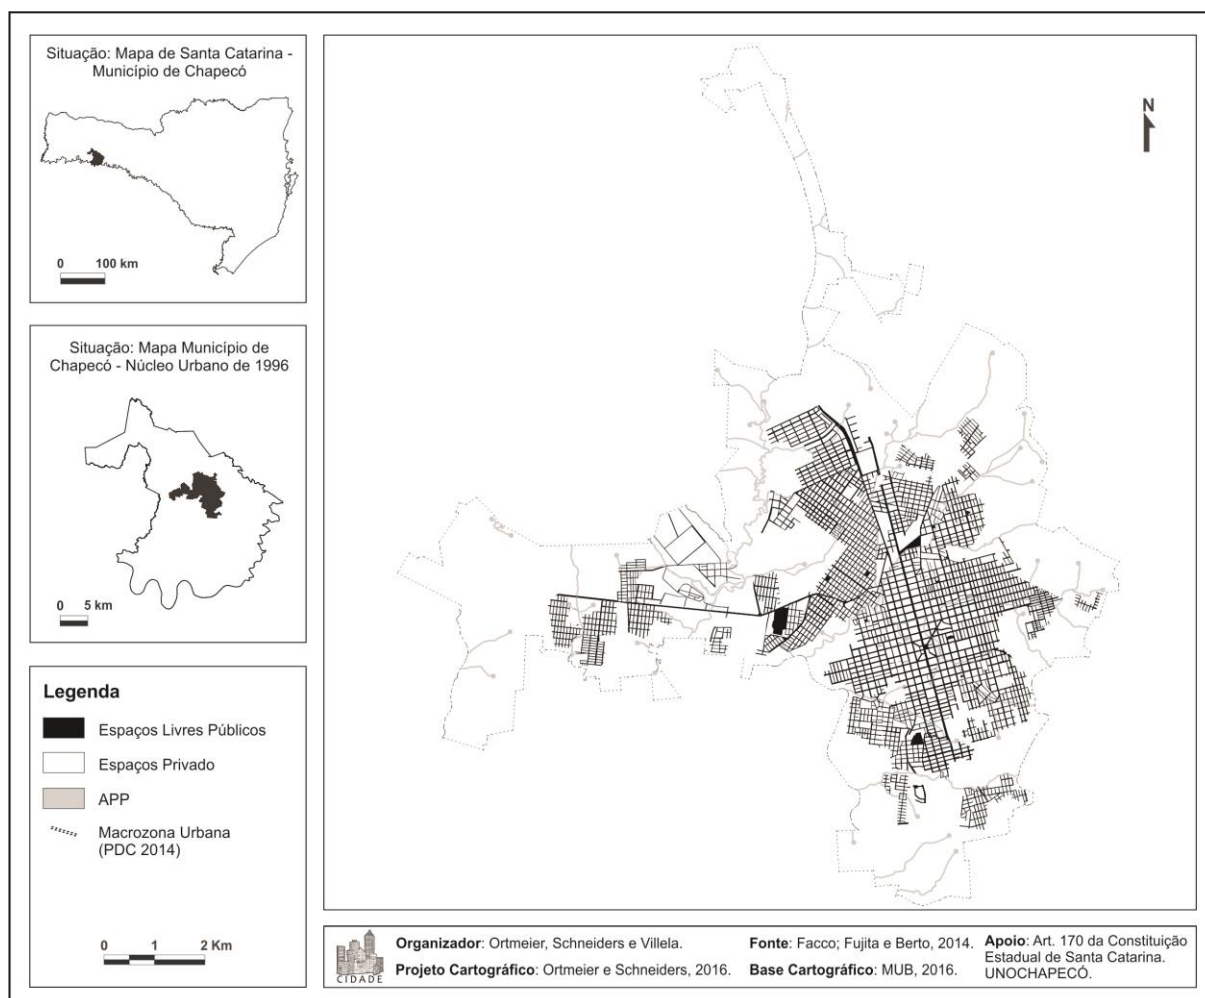 Situação: Mapa de Santa Catarina -
Município de Chapecó
0 100 km
Situação: Mapa Município de
Chapecó - Núcleo Urbano de 1996
0 5 km
Legenda
Espaços Livres Públicos
Espaços Privado
APP
Macrozona Urbana
(PDC 2014)
0 1 2 Km
N
CIDADE
Organizador: Ortmeier, Schneiders e Villela.
Projeto Cartográfico: Ortmeier e Schneiders, 2016.
Fonte: Facco; Fujita e Berto, 2014.
Base Cartográfico: MUB, 2016.
Apoio: Art. 170 da Constituição
Estadual de Santa Catarina.
UNOCHAPECÓ.